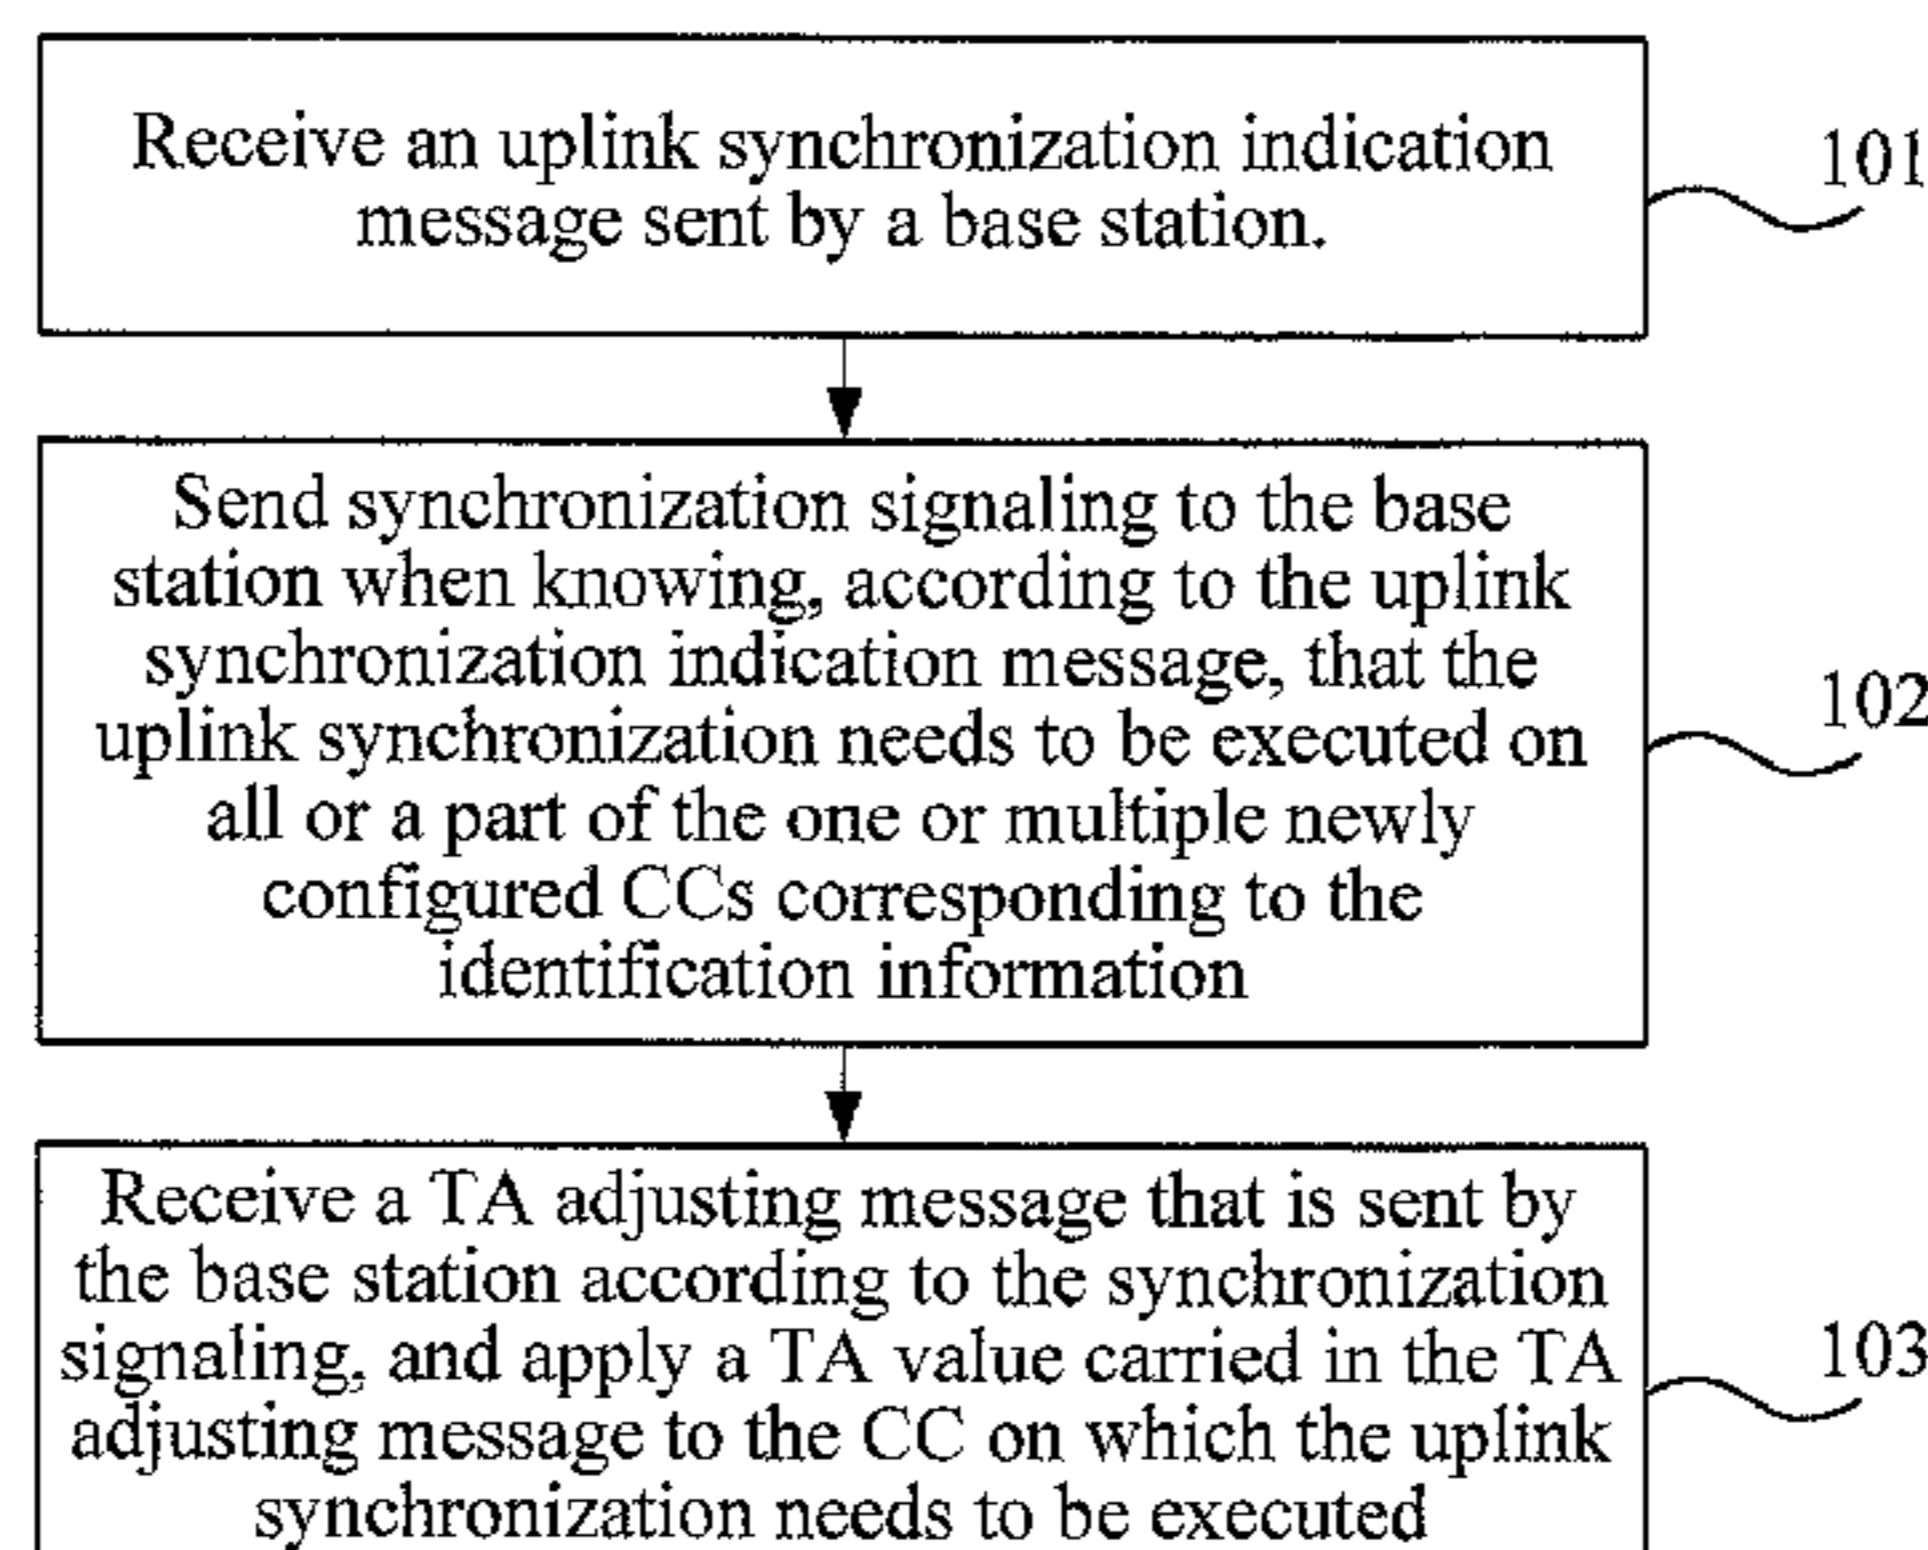 Receive an uplink synchronization indication
message sent by a base station.
101
Send synchronization signaling to the base
station when knowing, according to the uplink
synchronization indication message, that the
uplink synchronization needs to be executed on
all or a part of the one or multiple newly
configured CCs corresponding to the
identification information
102
Receive a TA adjusting message that is sent by
the base station according to the synchronization
signaling, and apply a TA value carried in the TA
adjusting message to the CC on which the uplink
synchronization needs to be executed
103